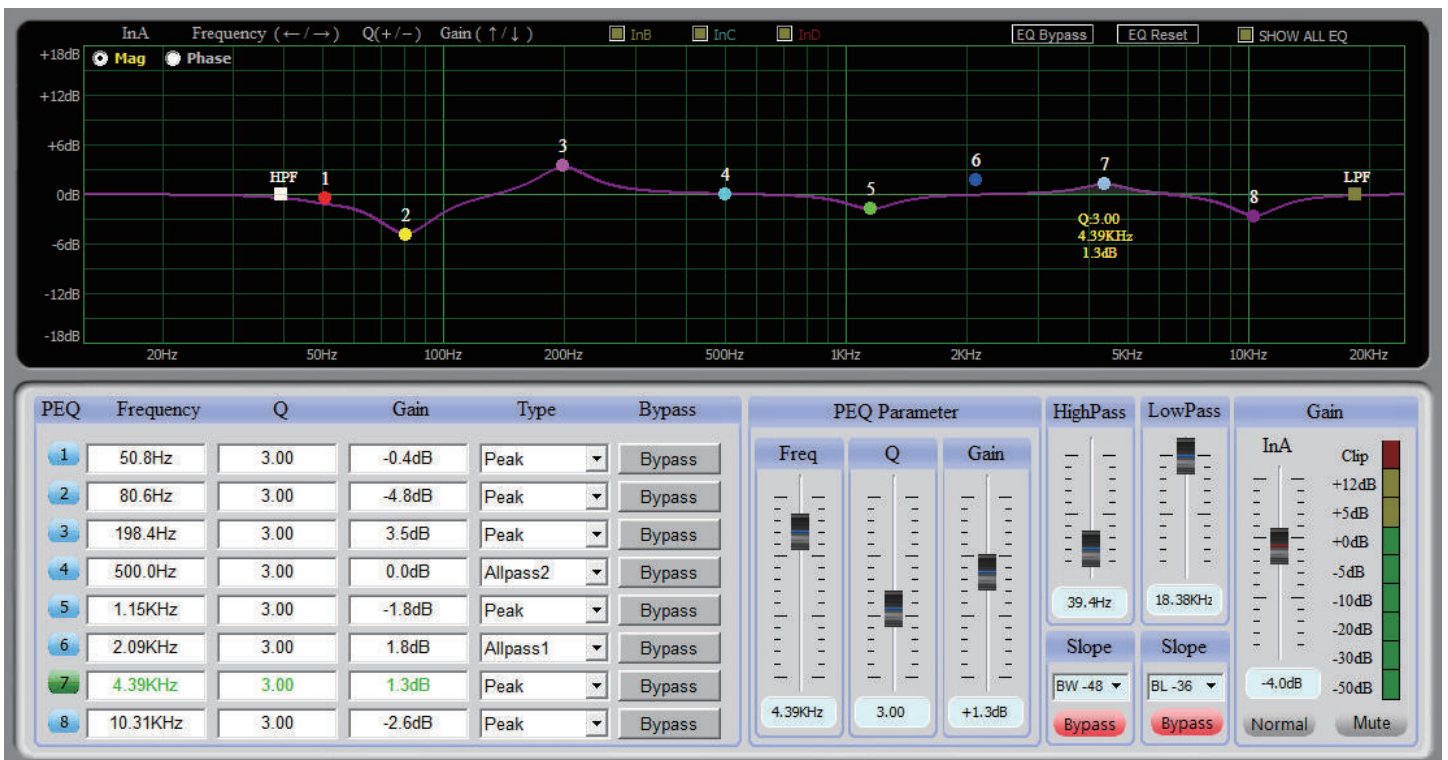 InA Frequency (←/→) Q(+/−) Gain (↑/↓) InB InC InD EQ Bypass EQ Reset SHOW ALL EQ
+18dB Mag Phase
+12dB
+6dB
3
6
7
HPF 1
4
LPF
0dB
5
8
2
Q:3.00
4.39KHz
1.3dB
-6dB
-12dB
-18dB
20Hz 50Hz 100Hz 200Hz 500Hz 1KHz 2KHz 5KHz 10KHz 20KHz
PEQ Frequency Q Gain Type Bypass
1 50.8Hz 3.00 -0.4dB Peak Bypass
2 80.6Hz 3.00 -4.8dB Peak Bypass
3 198.4Hz 3.00 3.5dB Peak Bypass
4 500.0Hz 3.00 0.0dB Allpass2 Bypass
5 1.15KHz 3.00 -1.8dB Peak Bypass
6 2.09KHz 3.00 1.8dB Allpass1 Bypass
7 4.39KHz 3.00 1.3dB Peak Bypass
8 10.31KHz 3.00 -2.6dB Peak Bypass
PEQ Parameter
Freq Q Gain
4.39KHz 3.00 +1.3dB
HighPass LowPass
39.4Hz 18.38KHz
Slope Slope
BW -48 BL -36
Bypass Bypass
Gain
InA
Clip
+12dB
+5dB
+0dB
-5dB
-10dB
-20dB
-30dB
-50dB
-4.0dB
Normal Mute